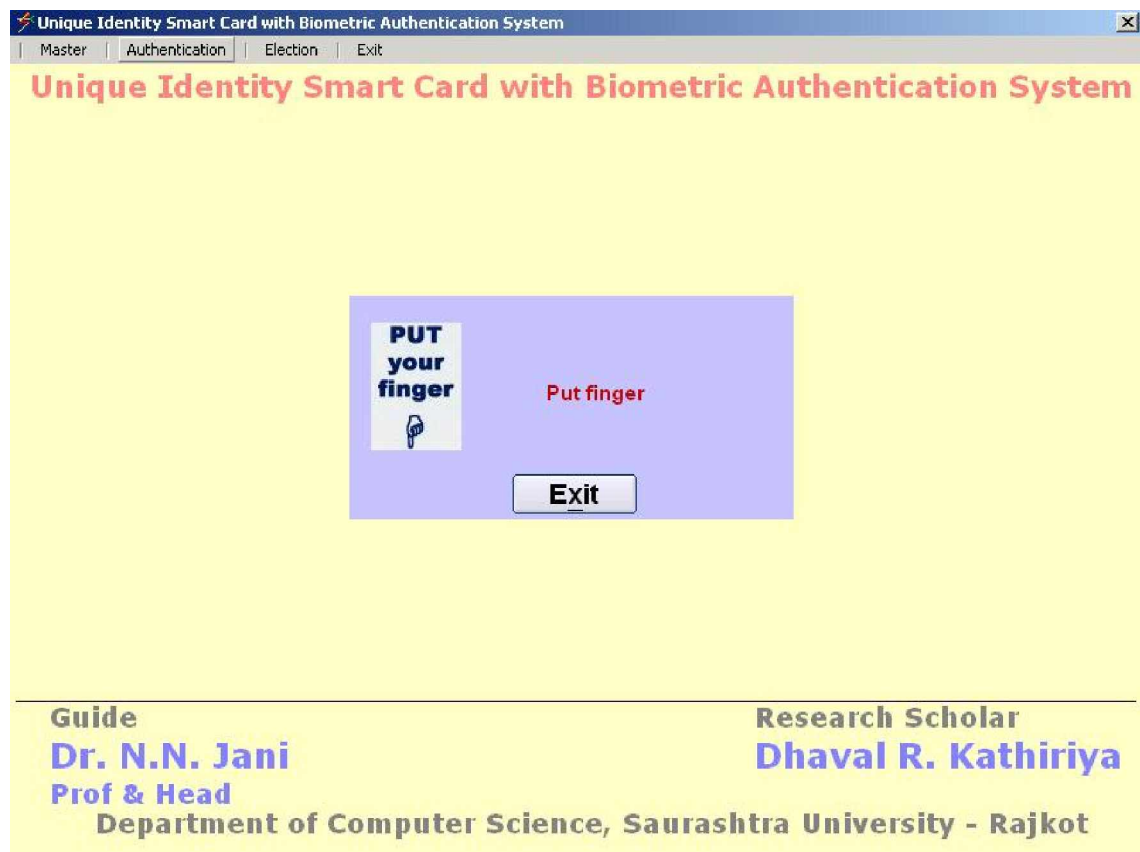 Unique Identity Smart Card with Biometric Authentication System
Master | Authentication | Election | Exit
Unique Identity Smart Card with Biometric Authentication System
PUT
your
finger
Put finger
Exit
Guide
Research Scholar
Dr. N.N. Jani
Dhaval R. Kathiriya
Prof & Head
Department of Computer Science, Saurashtra University - Rajkot